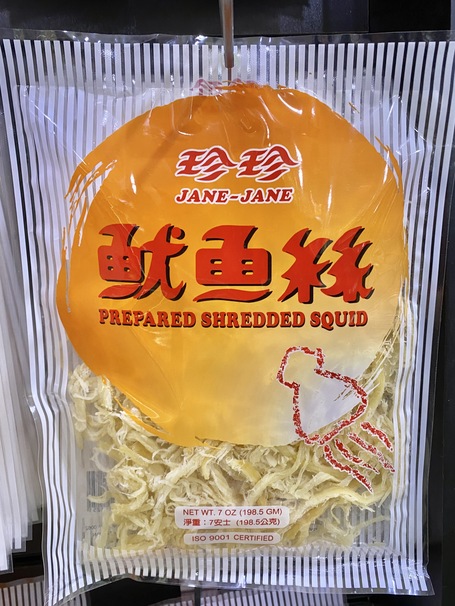 珍珍
JANE-JANE
魷魚絲
PREPARED SHREDDED SQUID
NET WT. 7 OZ (198.5 GM)
淨重：7安士 (198.5公克)
ISO 9001 CERTIFIED